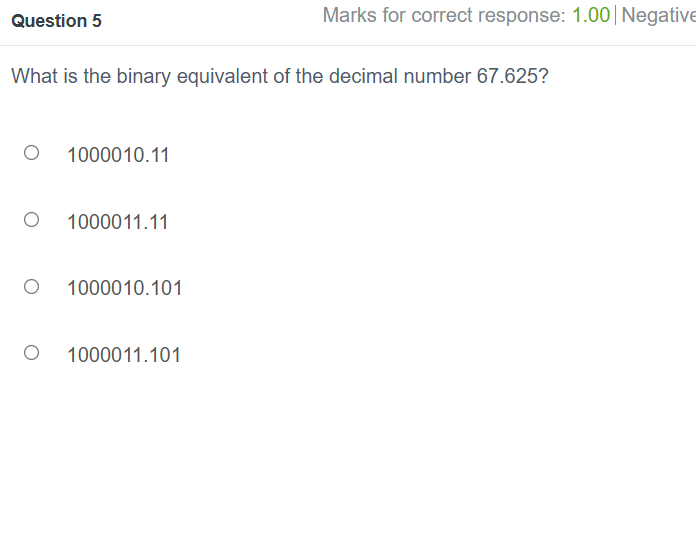 Question 5
Marks for correct response: 1.00 | Negative
What is the binary equivalent of the decimal number 67.625?
1000010.11
1000011.11
1000010.101
1000011.101